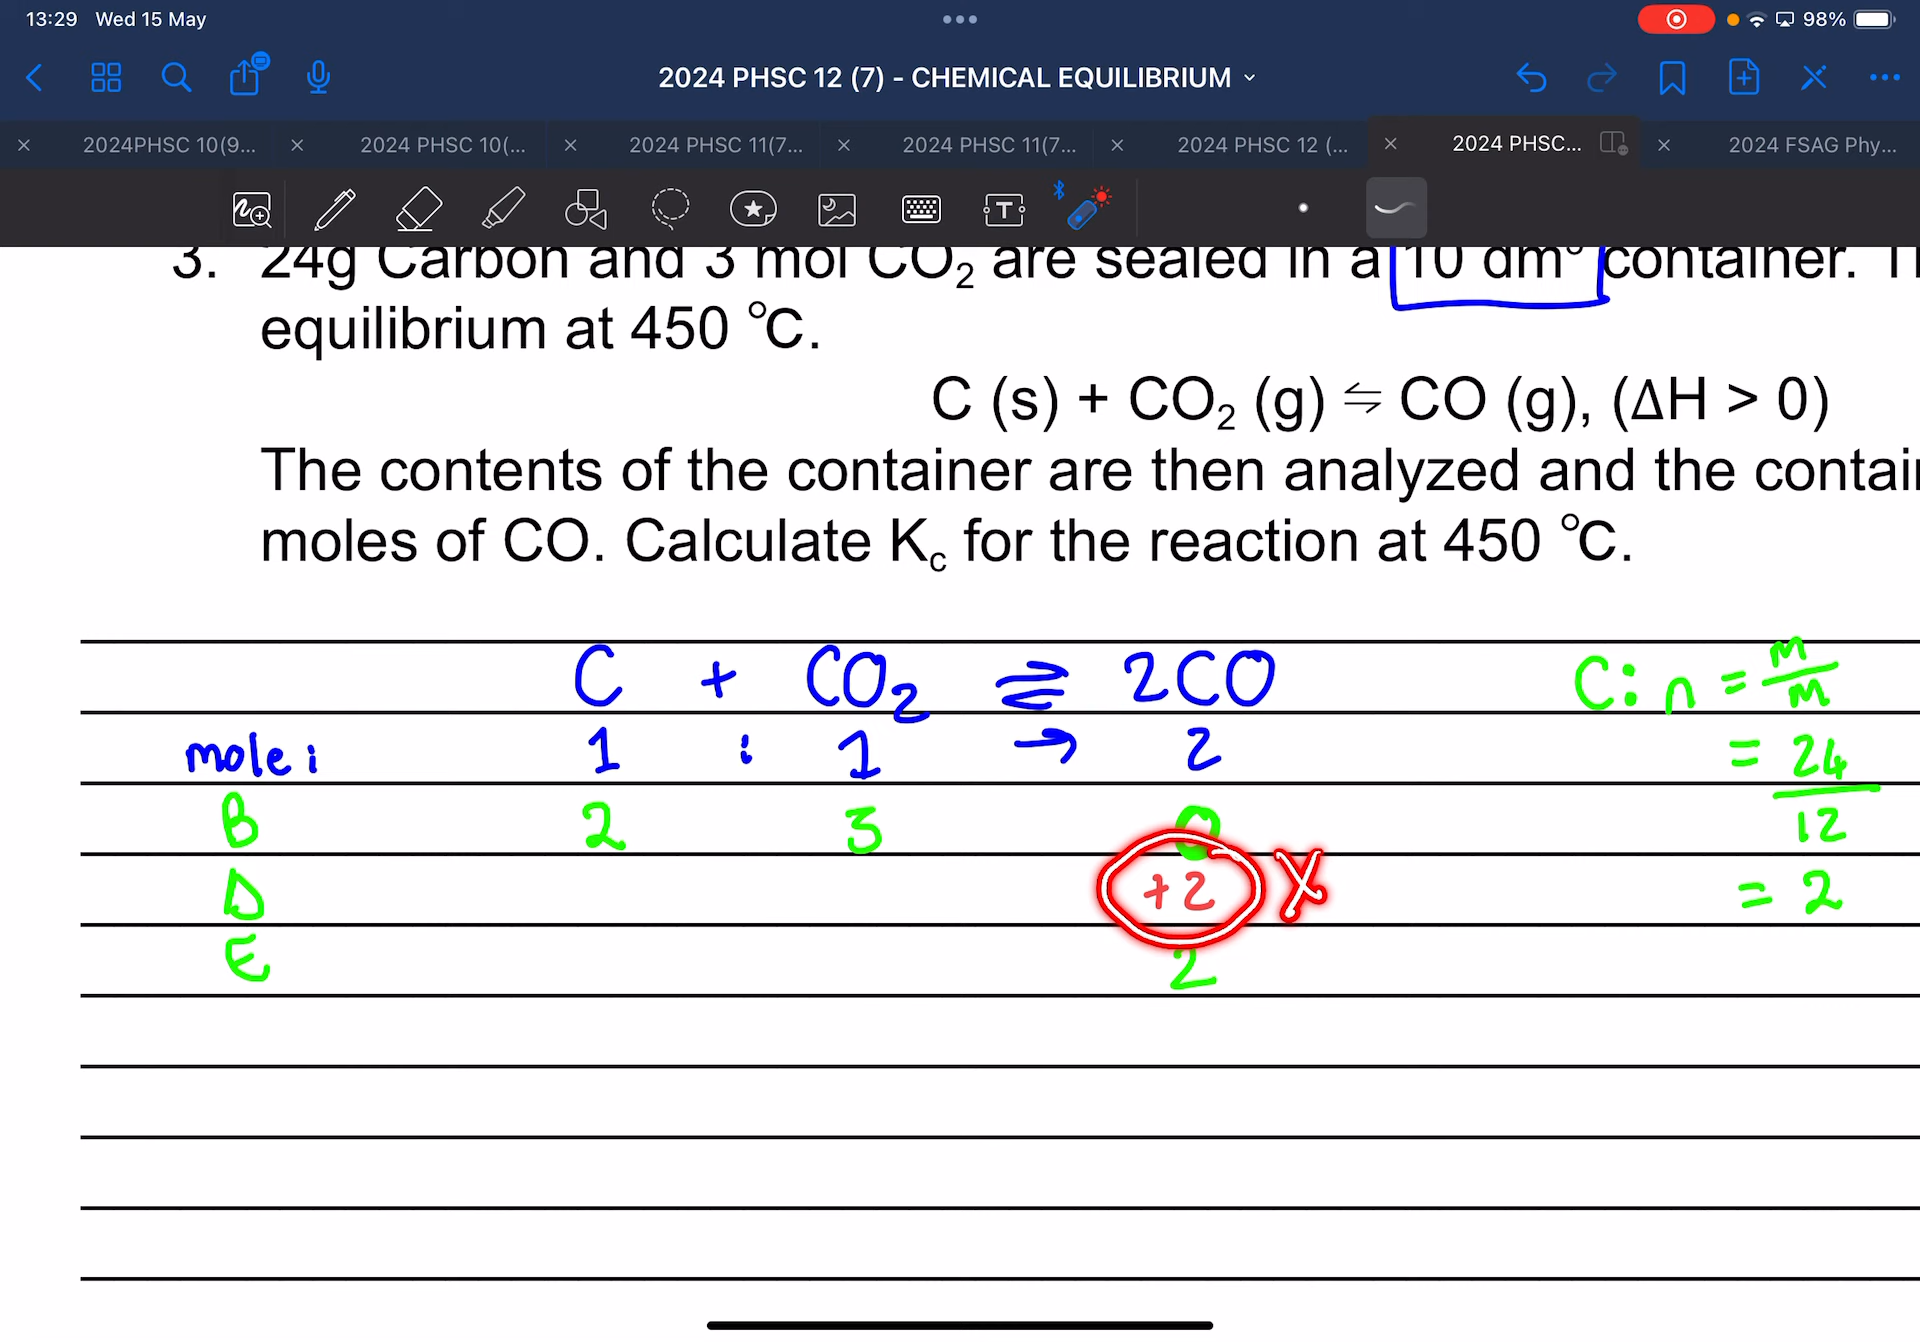 13:29 Wed 15 May 98%
2024 PHSC 12 (7) - CHEMICAL EQUILIBRIUM
2024PHSC 10(9... 2024 PHSC 10(... 2024 PHSC 11(7... 2024 PHSC 11(7... 2024 PHSC 12 (... 2024 PHSC... 2024 FSAG Phy...
3. 24g Carbon and 3 mol CO₂ are sealed in a 10 dm³ container.
equilibrium at 450 °C.
C (s) + CO₂ (g) ⇋ CO (g), (ΔH > 0)
The contents of the container are then analyzed and the
moles of CO. Calculate K꜀ for the reaction at 450 °C.
C + CO₂ ⇌ 2CO C: n = m/M
mole: 1 : 1 → 2 = 24
B 2 3 0 12
Δ +2 X = 2
E 2